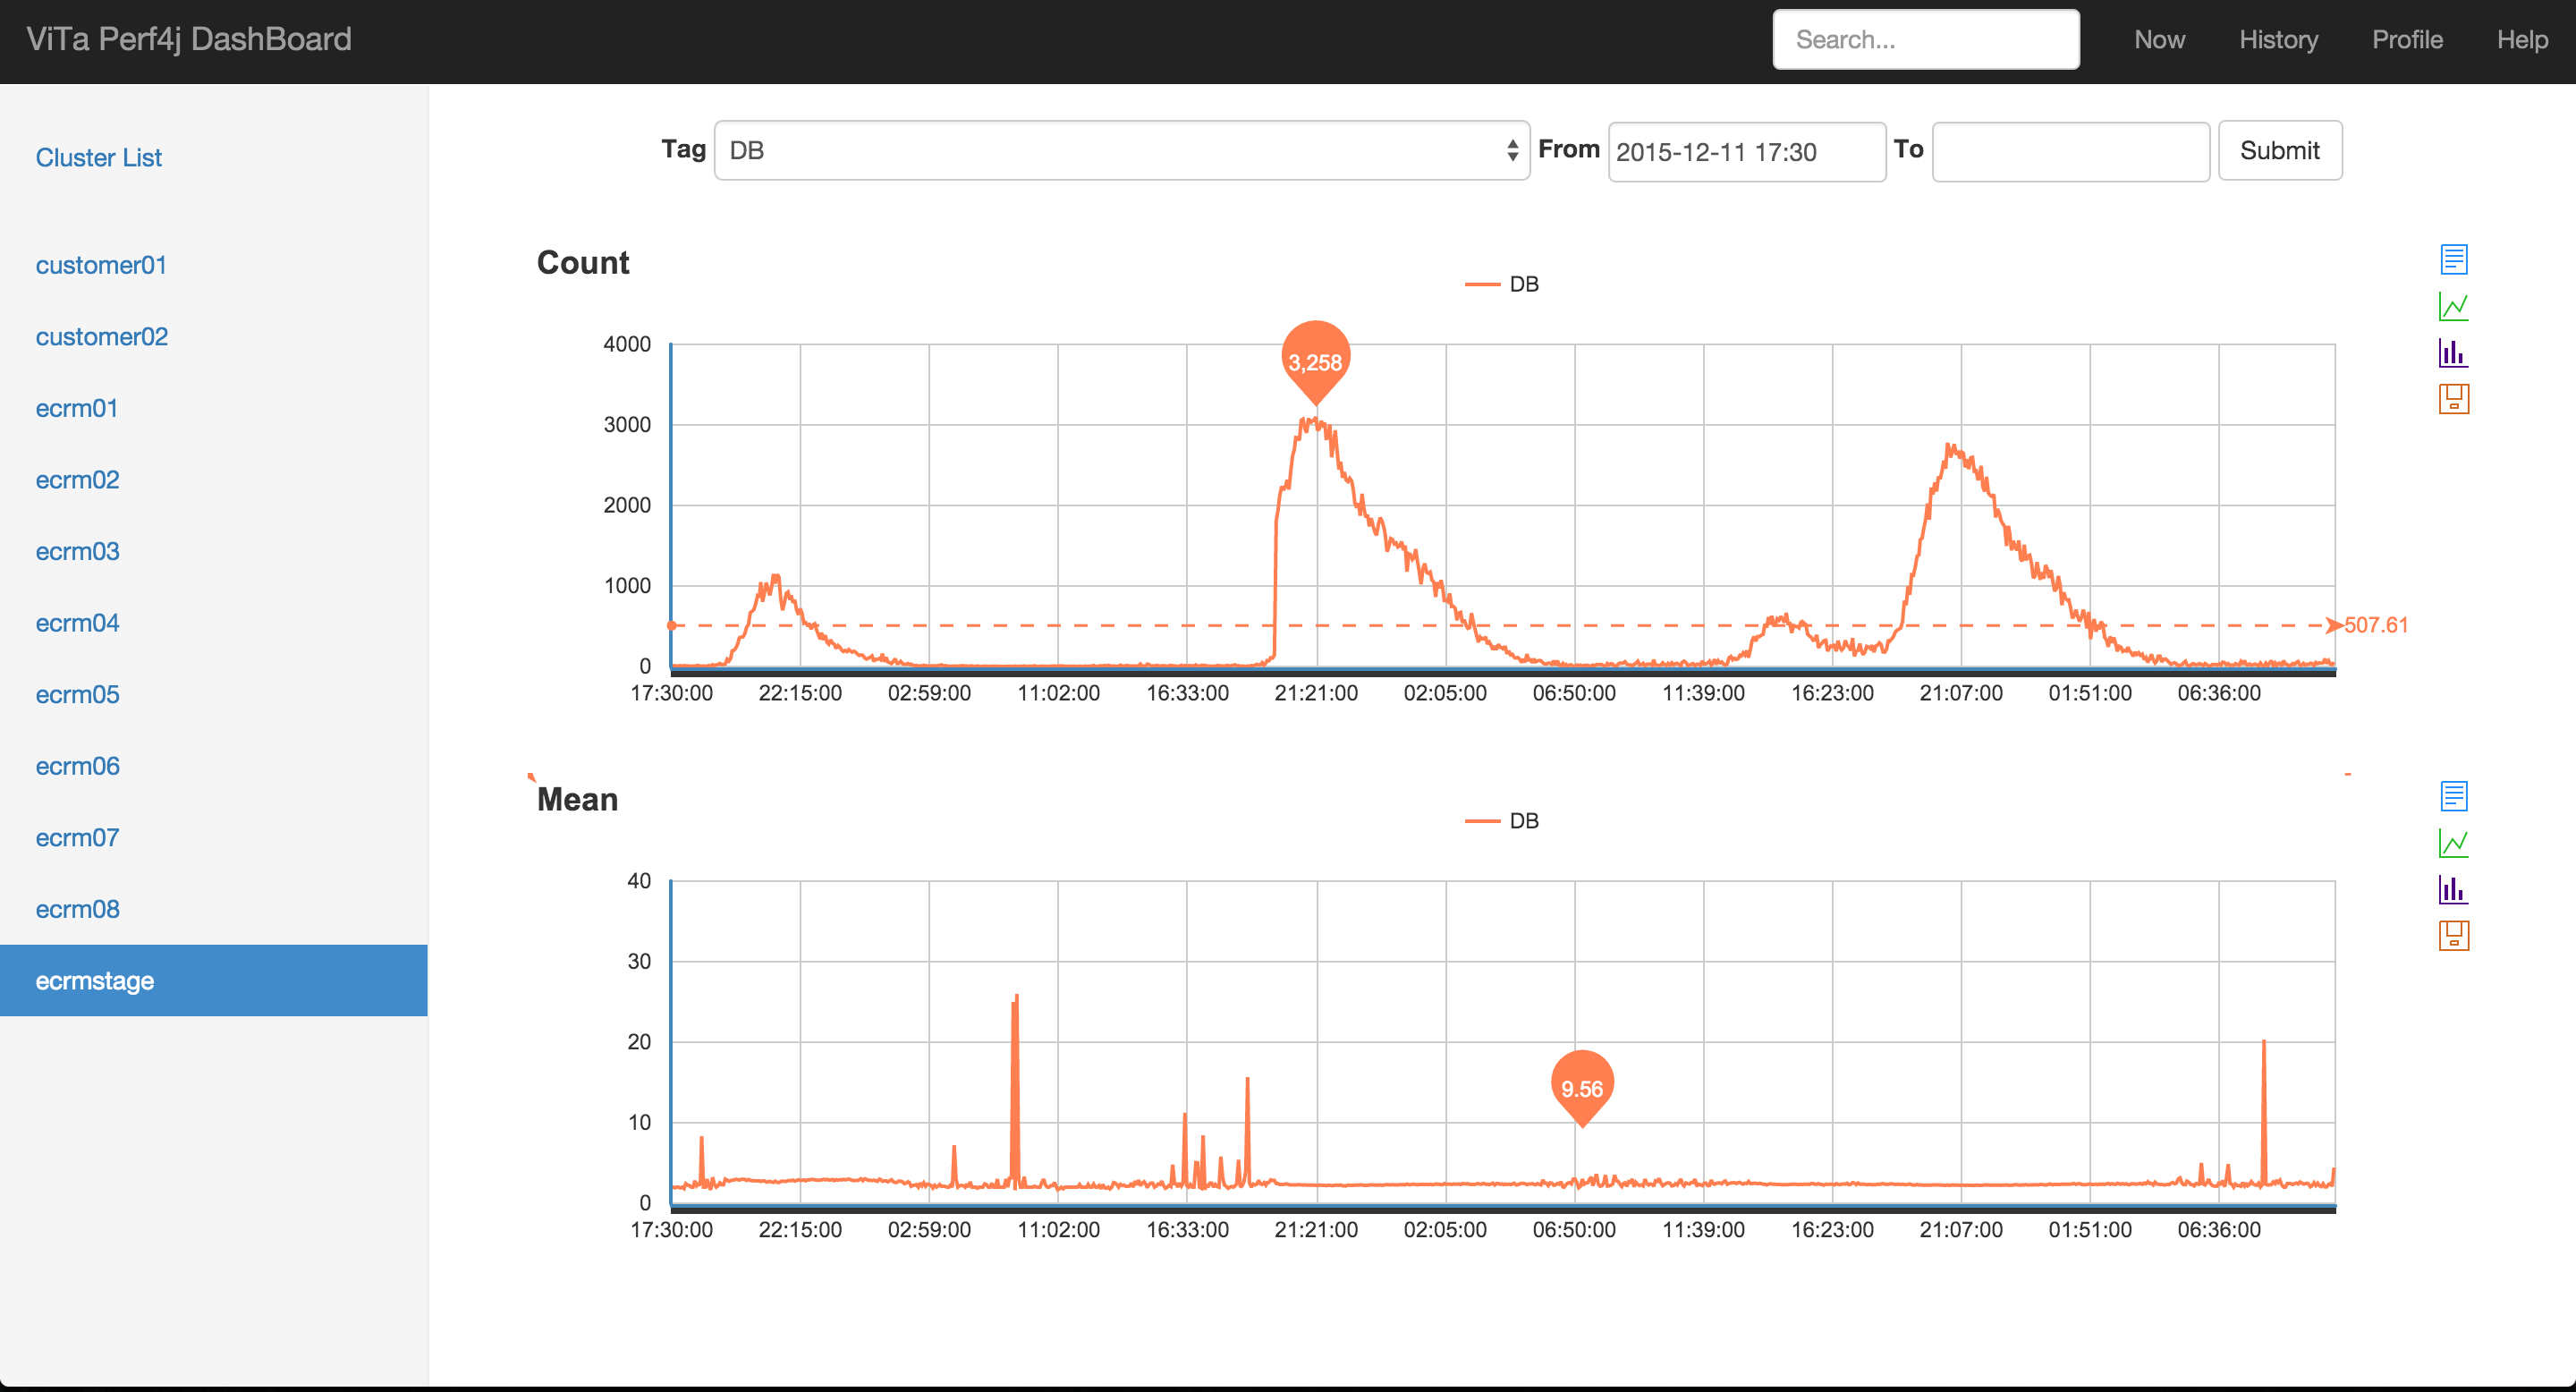 ViTa Perf4j DashBoard
Search...
Now
History
Profile
Help
Cluster List
customer01
customer02
ecrm01
ecrm02
ecrm03
ecrm04
ecrm05
ecrm06
ecrm07
ecrm08
ecrmstage
Tag DB From 2015-12-11 17:30 To Submit
Count
DB
4000
3000
2000
1000
0
3,258
507.61
17:30:00 22:15:00 02:59:00 11:02:00 16:33:00 21:21:00 02:05:00 06:50:00 11:39:00 16:23:00 21:07:00 01:51:00 06:36:00
Mean
DB
40
30
20
10
0
9.56
17:30:00 22:15:00 02:59:00 11:02:00 16:33:00 21:21:00 02:05:00 06:50:00 11:39:00 16:23:00 21:07:00 01:51:00 06:36:00